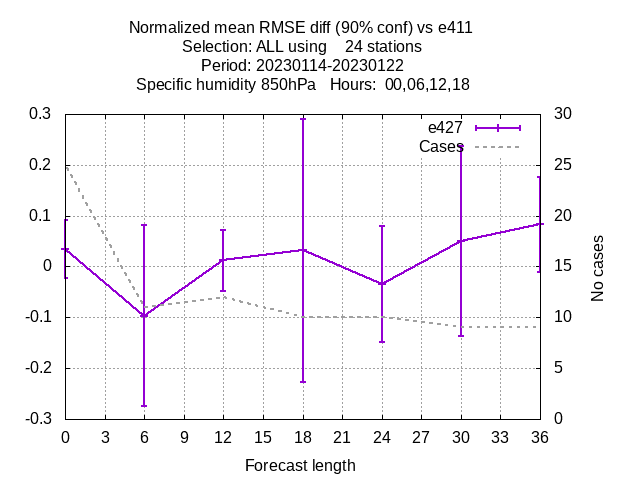 Normalized mean RMSE diff (90% conf) vs e411
Selection: ALL using    24 stations
Period: 20230114-20230122
Specific humidity 850hPa   Hours:  00,06,12,18
0.3
0.2
0.1
0
-0.1
-0.2
-0.3
30
25
20
15
10
5
0
e427
Cases
No cases
0 3 6 9 12 15 18 21 24 27 30 33 36
Forecast length